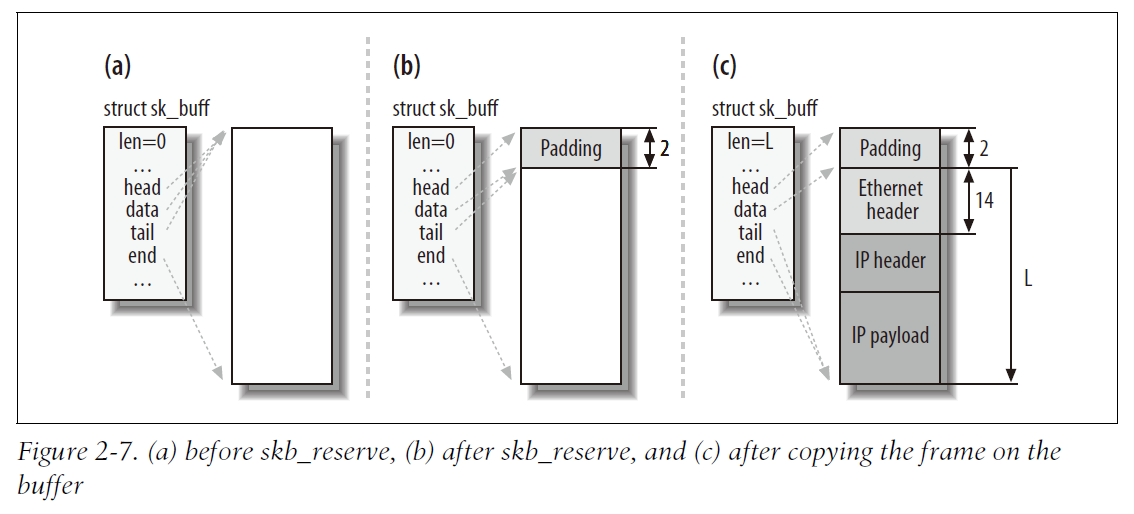 (a)
struct sk_buff
len=0
...
head
data
tail
end
...
(b)
struct sk_buff
len=0
...
head
data
tail
end
...
Padding
2
(c)
struct sk_buff
len=L
...
head
data
tail
end
...
Padding
2
Ethernet
header
14
IP header
IP payload
L
Figure 2-7. (a) before skb_reserve, (b) after skb_reserve, and (c) after copying the frame on the
buffer